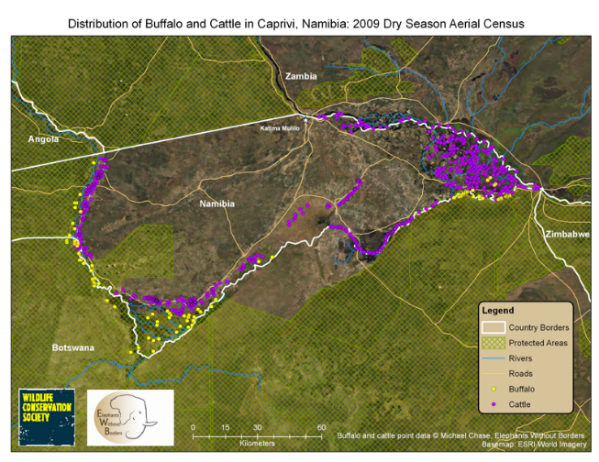 Distribution of Buffalo and Cattle in Caprivi, Namibia: 2009 Dry Season Aerial Census
Zambia
Katima Mulilo
Angola
Namibia
Zimbabwe
Botswana
Legend
Country Borders
Protected Areas
Rivers
Roads
Buffalo
Cattle
WILDLIFE
CONSERVATION
SOCIETY
Elephants
Without
Borders
0 15 30 60
Kilometers
Buffalo and cattle point data © Michael Chase, Elephants Without Borders
Basemap: ESRI World Imagery